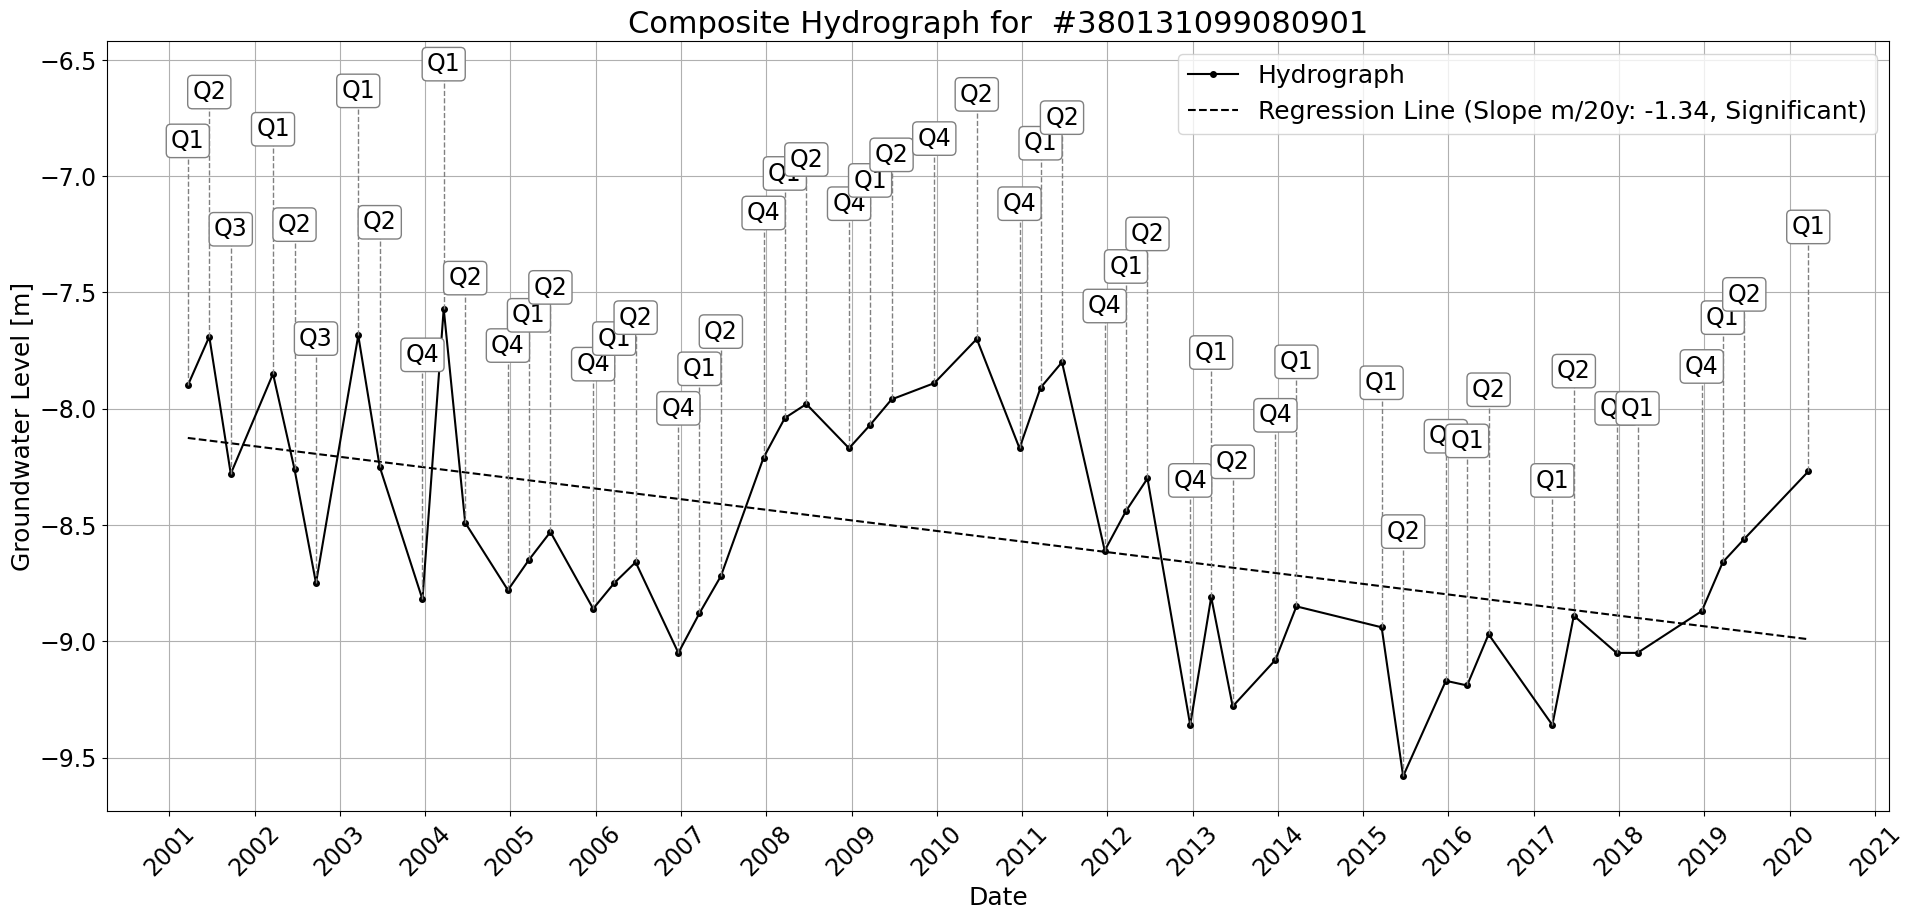 Composite Hydrograph for #380131099080901
Hydrograph
Regression Line (Slope m/20y: -1.34, Significant)
Groundwater Level [m]
−6.5
−7.0
−7.5
−8.0
−8.5
−9.0
−9.5
Q1
Q2
Q3
Q1
Q2
Q3
Q1
Q2
Q4
Q1
Q2
Q4
Q1
Q2
Q4
Q1
Q2
Q4
Q1
Q2
Q4
Q1
Q2
Q4
Q1
Q2
Q4
Q2
Q4
Q1
Q2
Q4
Q1
Q2
Q4
Q1
Q2
Q4
Q1
Q1
Q2
Q1
Q2
Q1
Q2
Q1
Q4
Q1
Q2
Q1
2001
2002
2003
2004
2005
2006
2007
2008
2009
2010
2011
2012
2013
2014
2015
2016
2017
2018
2019
2020
2021
Date